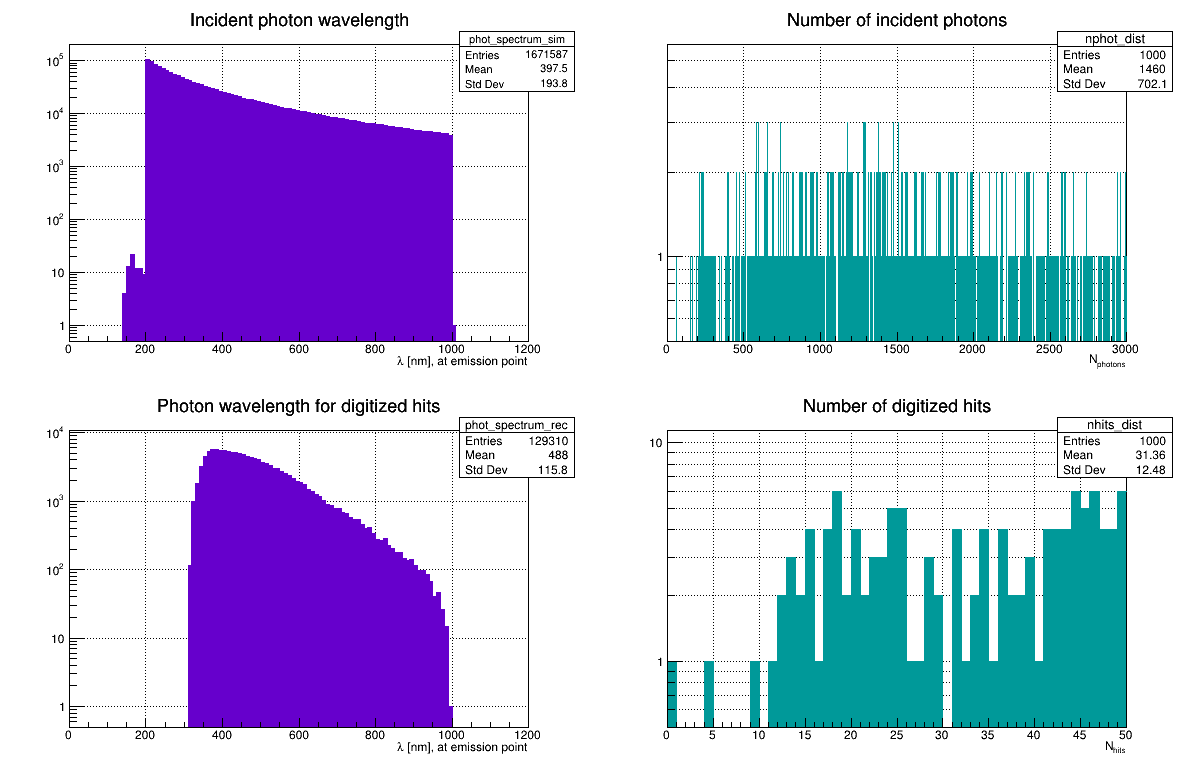 Incident photon wavelength
phot_spectrum_sim
Entries 1671587
Mean 397.5
Std Dev 193.8
10^5
10^4
10^3
10^2
10
1
0 200 400 600 800 1000 1200
λ [nm], at emission point
Number of incident photons
nphot_dist
Entries 1000
Mean 1460
Std Dev 702.1
1
0 500 1000 1500 2000 2500 3000
N_photons
Photon wavelength for digitized hits
phot_spectrum_rec
Entries 129310
Mean 488
Std Dev 115.8
10^4
10^3
10^2
10
1
0 200 400 600 800 1000 1200
λ [nm], at emission point
Number of digitized hits
nhits_dist
Entries 1000
Mean 31.36
Std Dev 12.48
10
1
0 5 10 15 20 25 30 35 40 45 50
N_hits